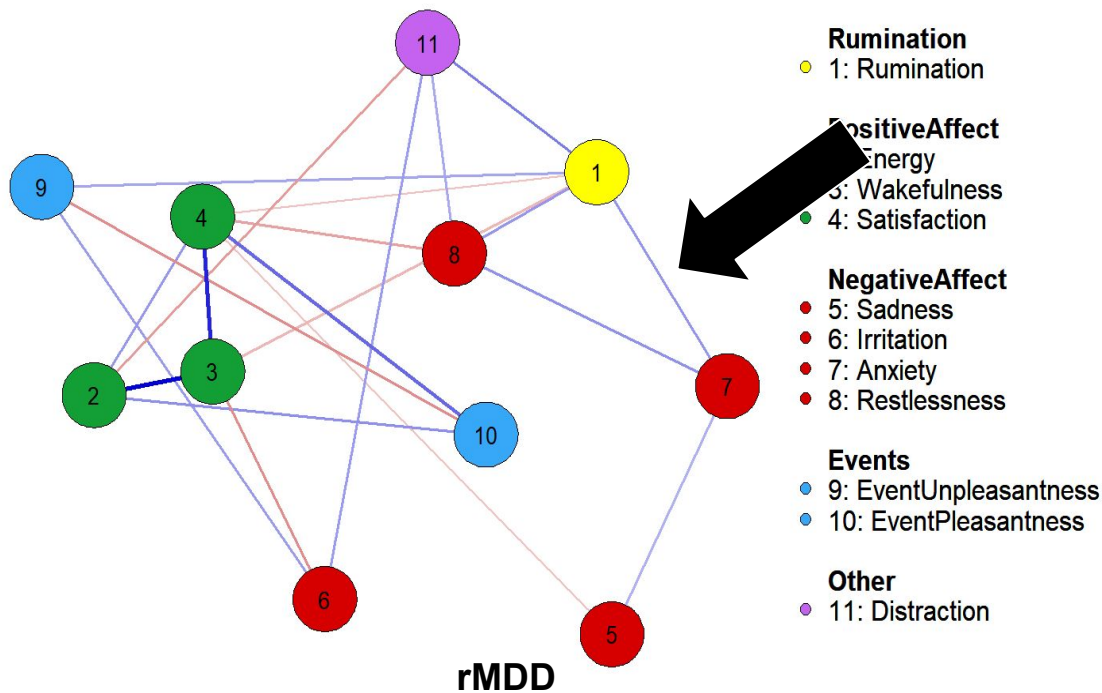 11
1
9
4
8
3
2
7
10
6
5
rMDD
Rumination
1: Rumination
PositiveAffect
Energy
3: Wakefulness
4: Satisfaction
NegativeAffect
5: Sadness
6: Irritation
7: Anxiety
8: Restlessness
Events
9: EventUnpleasantness
10: EventPleasantness
Other
11: Distraction